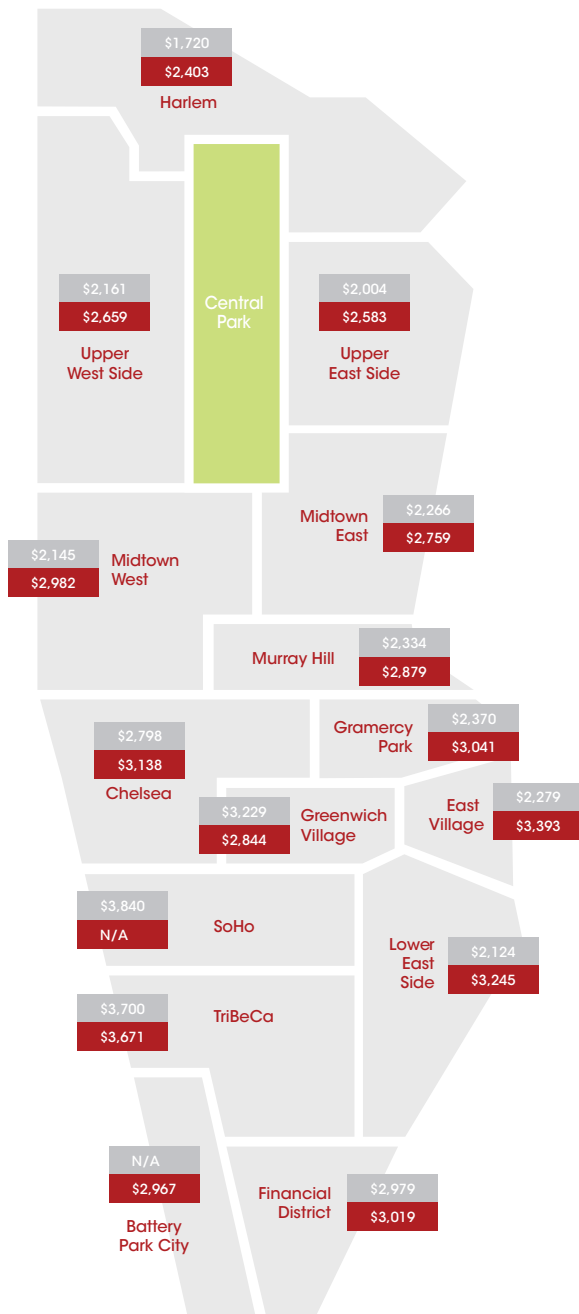 $1,720
$2,403
Harlem
$2,161
$2,659
Upper
West Side
Central
Park
$2,004
$2,583
Upper
East Side
Midtown
East
$2,266
$2,759
$2,145
$2,982
Midtown
West
Murray Hill
$2,334
$2,879
Gramercy
Park
$2,370
$3,041
$2,798
$3,138
Chelsea
$3,229
$2,844
Greenwich
Village
East
Village
$2,279
$3,393
$3,840
N/A
SoHo
Lower
East
Side
$2,124
$3,245
$3,700
$3,671
TriBeCa
N/A
$2,967
Battery
Park City
Financial
District
$2,979
$3,019